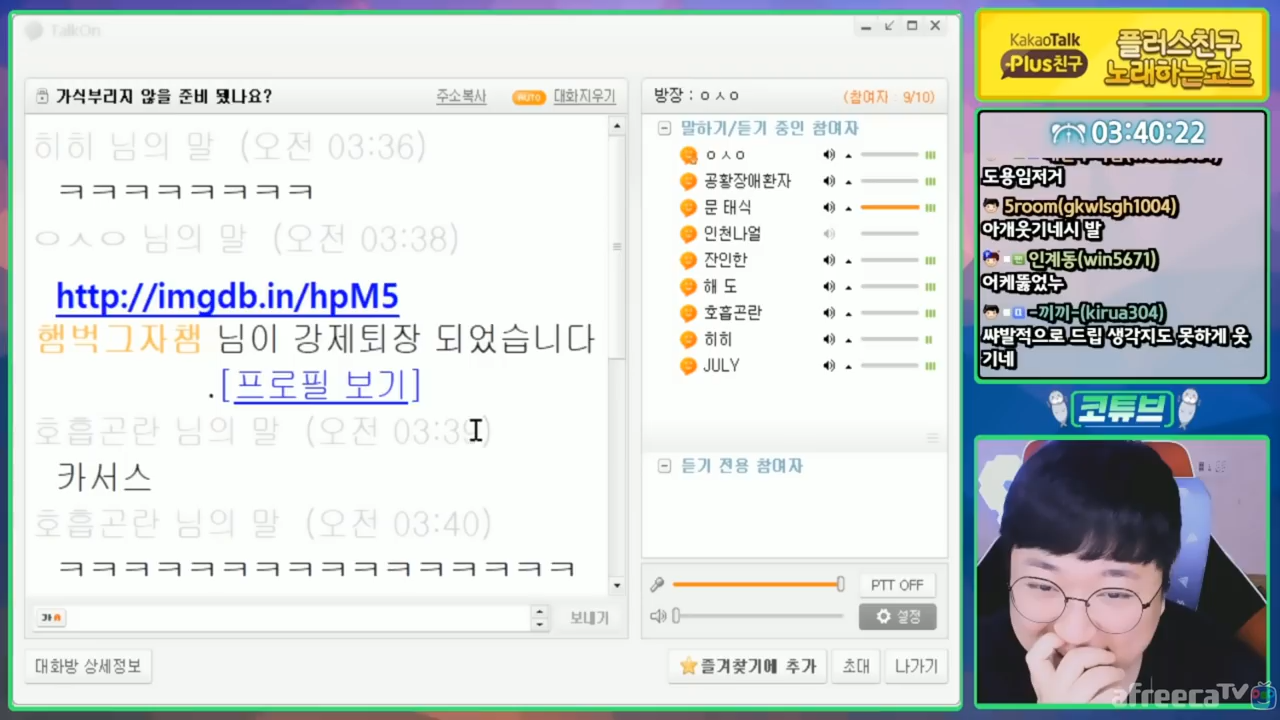 TalkOn
가식부리지 않을 준비 됐나요?
주소복사
AUTO
대화지우기
히히 님의 말 (오전 03:36)
ㅋㅋㅋㅋㅋㅋㅋㅋ
ㅇㅅㅇ 님의 말 (오전 03:38)
http://imgdb.in/hpM5
햄벅그자챔 님이 강제퇴장 되었습니다
.[프로필 보기]
호흡곤란 님의 말 (오전 03:39)
카서스
호흡곤란 님의 말 (오전 03:40)
ㅋㅋㅋㅋㅋㅋㅋㅋㅋㅋㅋㅋㅋㅋㅋㅋ
가
보내기
대화방 상세정보
방장 : ㅇㅅㅇ
(참여자 : 9/10)
말하기/듣기 중인 참여자
ㅇㅅㅇ
공황장애환자
문 태식
인천나얼
잔인한
해 도
호흡곤란
히히
JULY
듣기 전용 참여자
PTT OFF
설정
즐겨찾기에 추가
초대
나가기
KakaoTalk
Plus친구
플러스친구
노래하는코트
03:40:22
도용임저거
5room(gkwlsgh1004)
아개웃기네시 발
인계동(win5671)
어케뚫었누
-끼끼-(kirua304)
싸발적으로 드립 생각지도 못하게 웃
기네
코튜브
afreecaTV